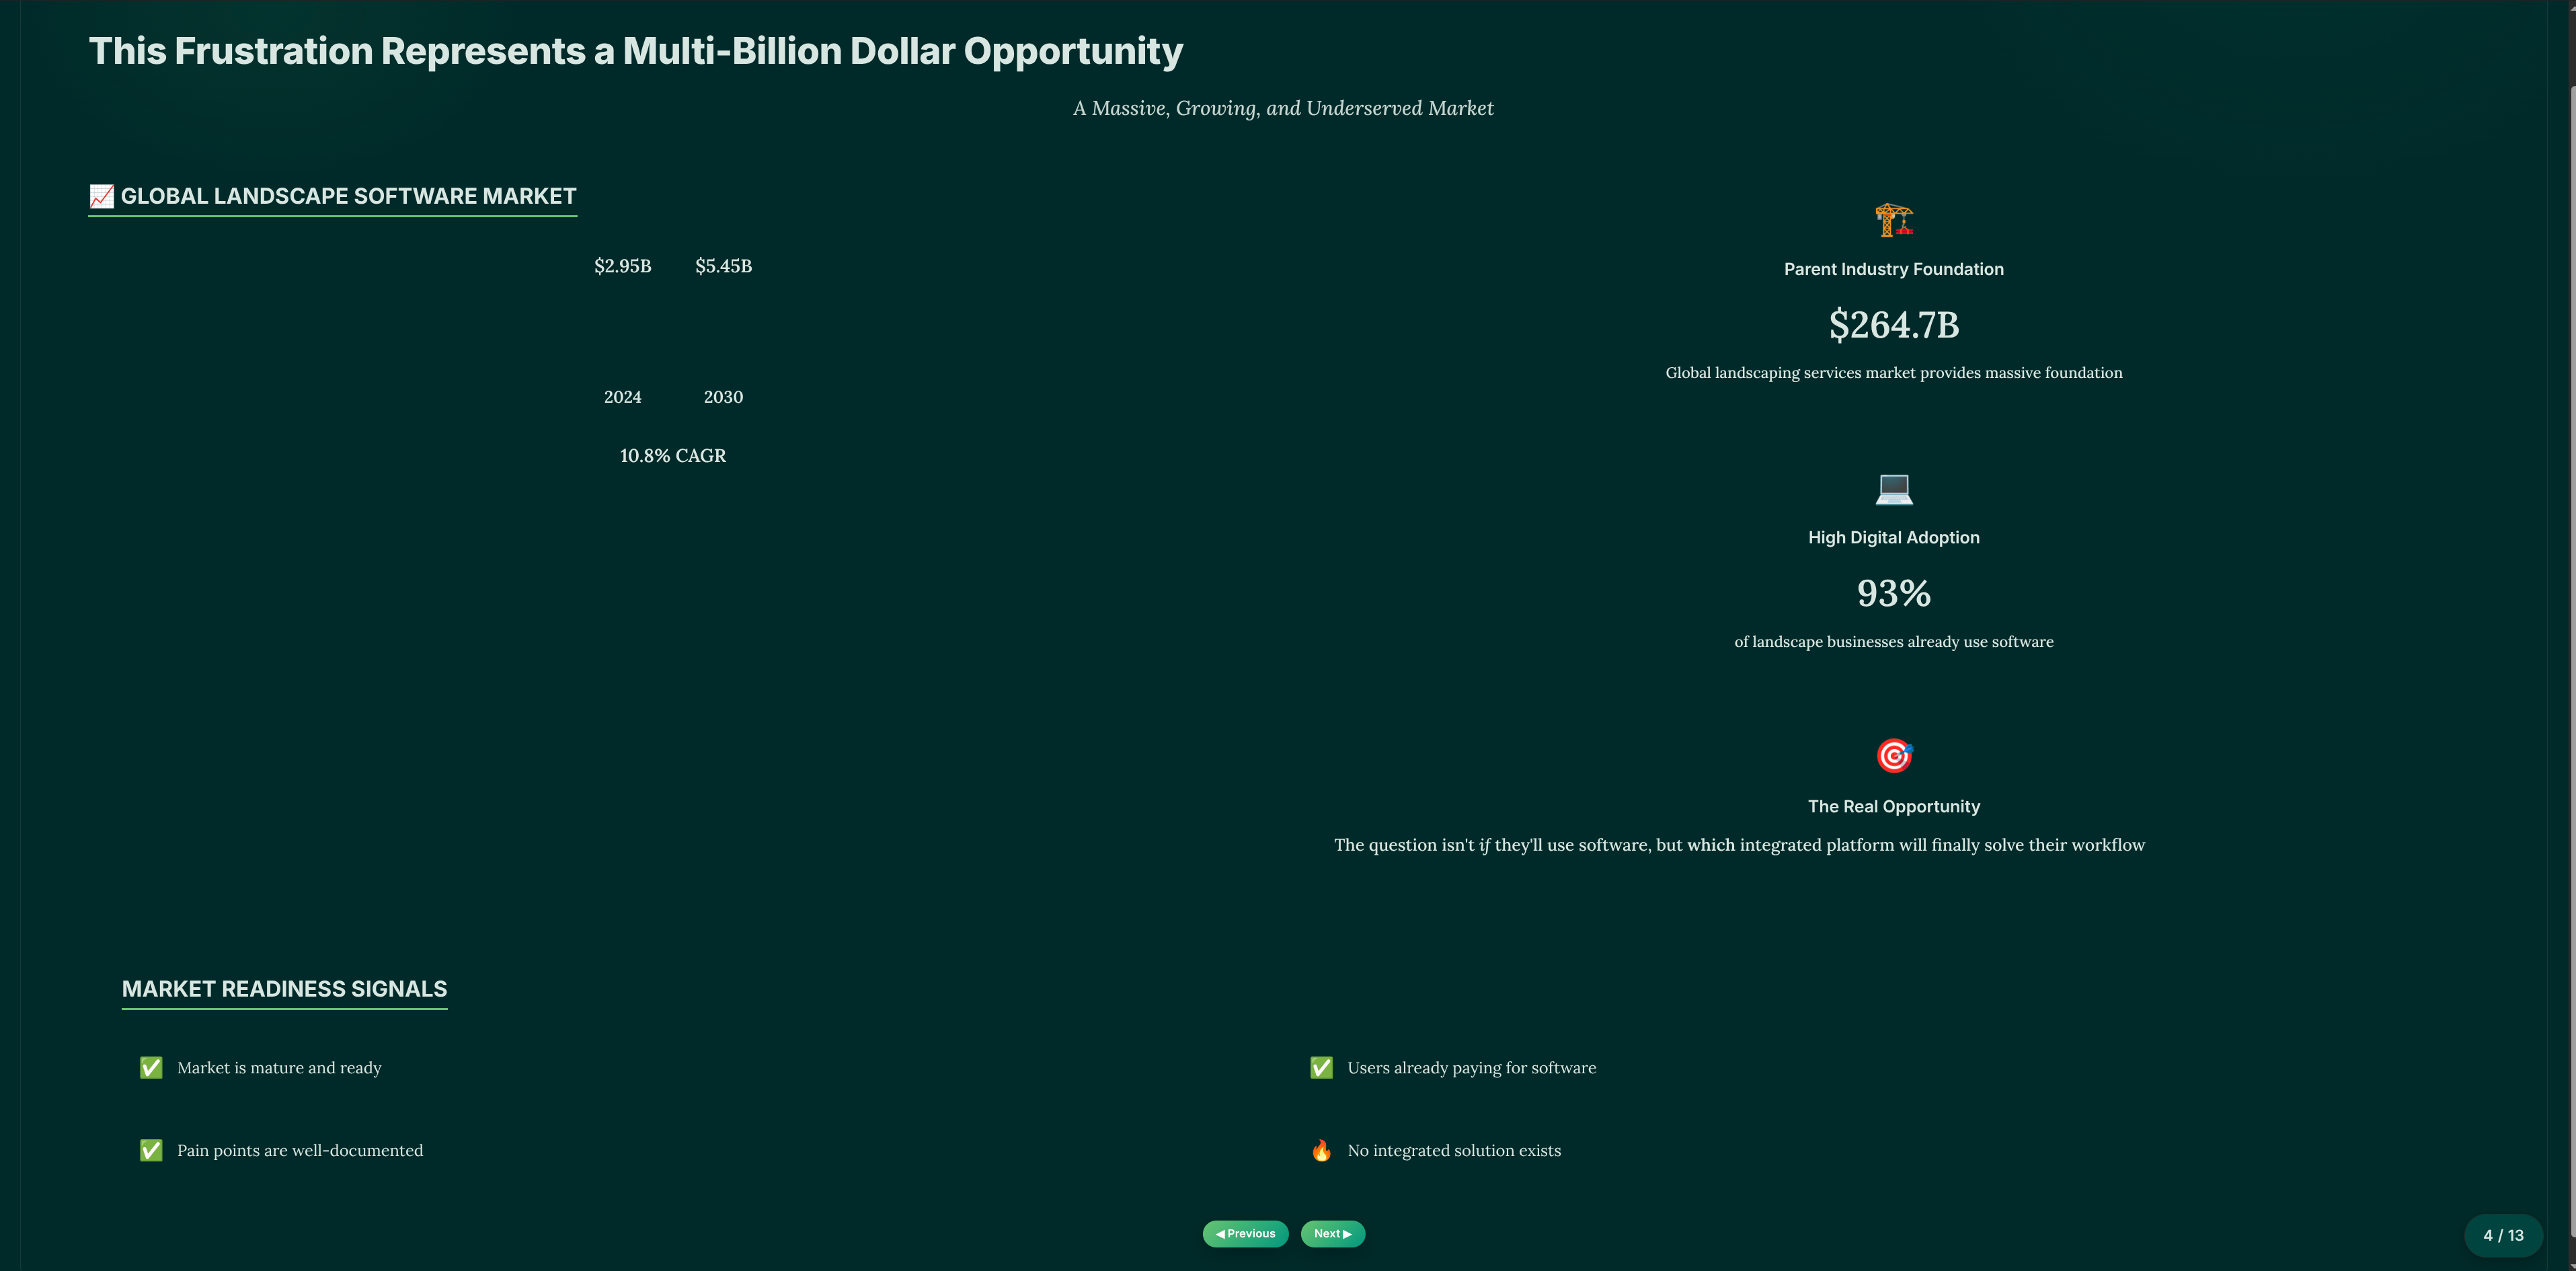 This Frustration Represents a Multi-Billion Dollar Opportunity
A Massive, Growing, and Underserved Market
📈 GLOBAL LANDSCAPE SOFTWARE MARKET
$2.95B $5.45B
2024 2030
10.8% CAGR
🏗️
Parent Industry Foundation
$264.7B
Global landscaping services market provides massive foundation
💻
High Digital Adoption
93%
of landscape businesses already use software
🎯
The Real Opportunity
The question isn't if they'll use software, but which integrated platform will finally solve their workflow
MARKET READINESS SIGNALS
✅ Market is mature and ready
✅ Users already paying for software
✅ Pain points are well-documented
🔥 No integrated solution exists
◀ Previous Next ▶
4 / 13